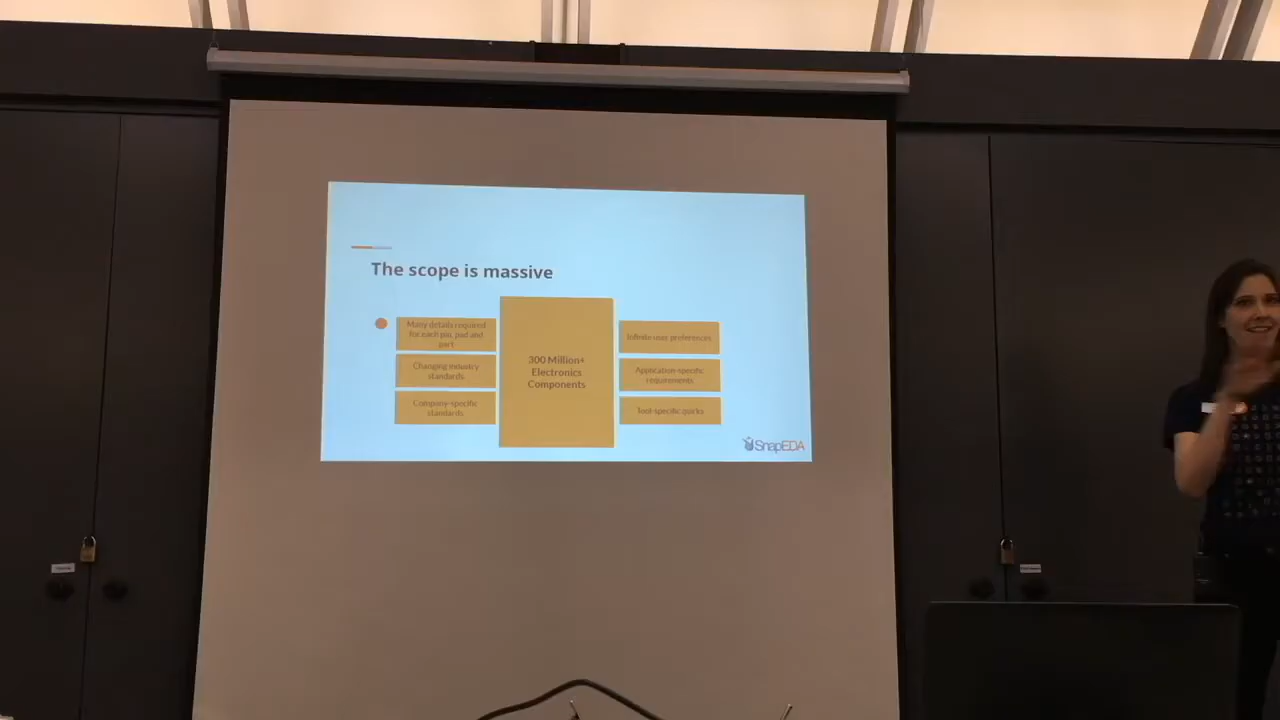 The scope is massive
Many details required
for each pin, pad and
part
Changing industry
standards
Company-specific
standards
300 Million+
Electronics
Components
Infinite user preferences
Application-specific
requirements
Tool-specific quirks
SnapEDA